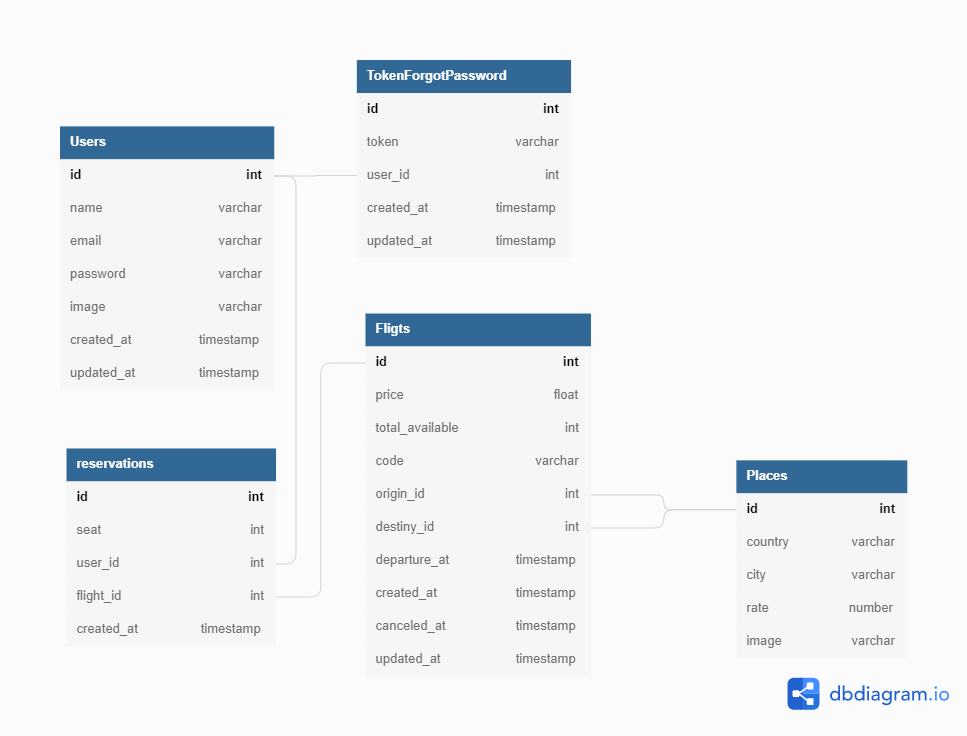 TokenForgotPassword
id int
token varchar
user_id int
created_at timestamp
updated_at timestamp
Users
id int
name varchar
email varchar
password varchar
image varchar
created_at timestamp
updated_at timestamp
Fligts
id int
price float
total_available int
code varchar
origin_id int
destiny_id int
departure_at timestamp
created_at timestamp
canceled_at timestamp
updated_at timestamp
reservations
id int
seat int
user_id int
flight_id int
created_at timestamp
Places
id int
country varchar
city varchar
rate number
image varchar
dbdiagram.io